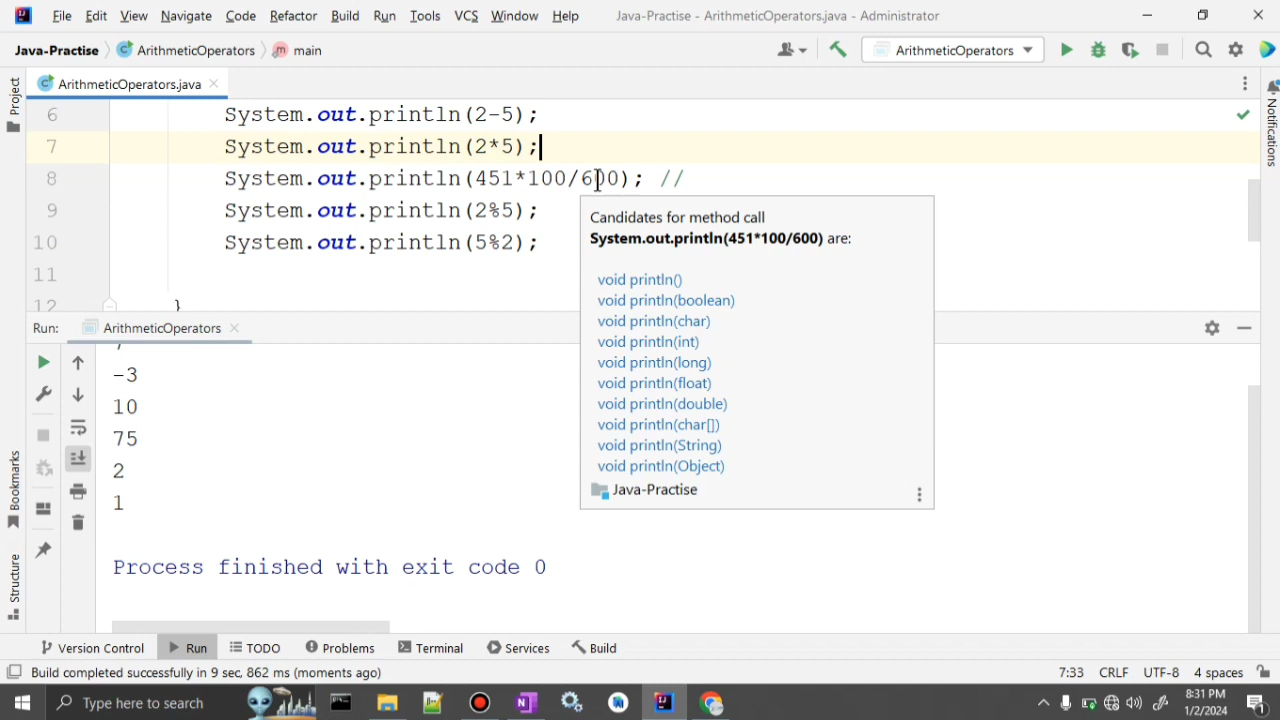 File Edit View Navigate Code Refactor Build Run Tools VCS Window Help Java-Practise - ArithmeticOperators.java - Administrator
Java-Practise ArithmeticOperators main ArithmeticOperators
ArithmeticOperators.java
Project
Notifications
6 System.out.println(2-5);
7 System.out.println(2*5);
8 System.out.println(451*100/600); //
9 System.out.println(2%5);
10 System.out.println(5%2);
11
12 }
Candidates for method call
System.out.println(451*100/600) are:
void println()
void println(boolean)
void println(char)
void println(int)
void println(long)
void println(float)
void println(double)
void println(char[])
void println(String)
void println(Object)
Java-Practise
Run: ArithmeticOperators
-3
10
75
2
1
Process finished with exit code 0
Bookmarks
Structure
Version Control Run TODO Problems Terminal Services Build
Build completed successfully in 9 sec, 862 ms (moments ago) 7:33 CRLF UTF-8 4 spaces
Type here to search
8:31 PM
1/2/2024
1